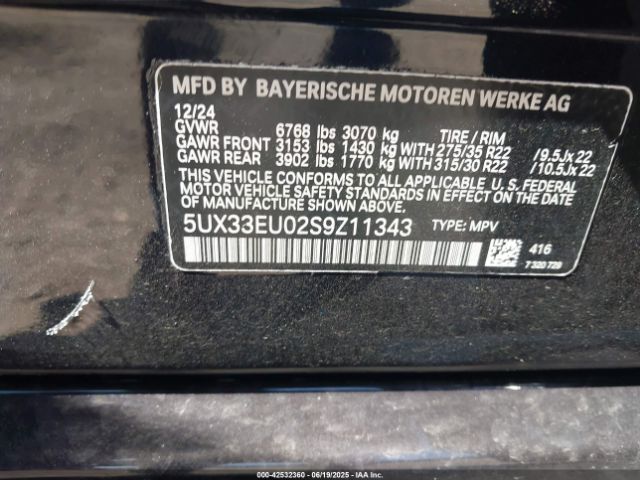 MFD BY BAYERISCHE MOTOREN WERKE AG
12/24
GVWR 6768 lbs 3070 kg TIRE / RIM
GAWR FRONT 3153 lbs 1430 kg WITH 275/35 R22 / 9.5Jx22
GAWR REAR 3902 lbs 1770 kg WITH 315/30 R22 / 10.5Jx22
THIS VEHICLE CONFORMS TO ALL APPLICABLE U. S. FEDERAL
MOTOR VEHICLE SAFETY STANDARDS IN EFFECT ON THE DATE
OF MANUFACTURE SHOWN ABOVE.
5UX33EU02S9Z11343 TYPE: MPV
416
7 320 729
000-42532360 - 06/19/2025 - IAAI.COM